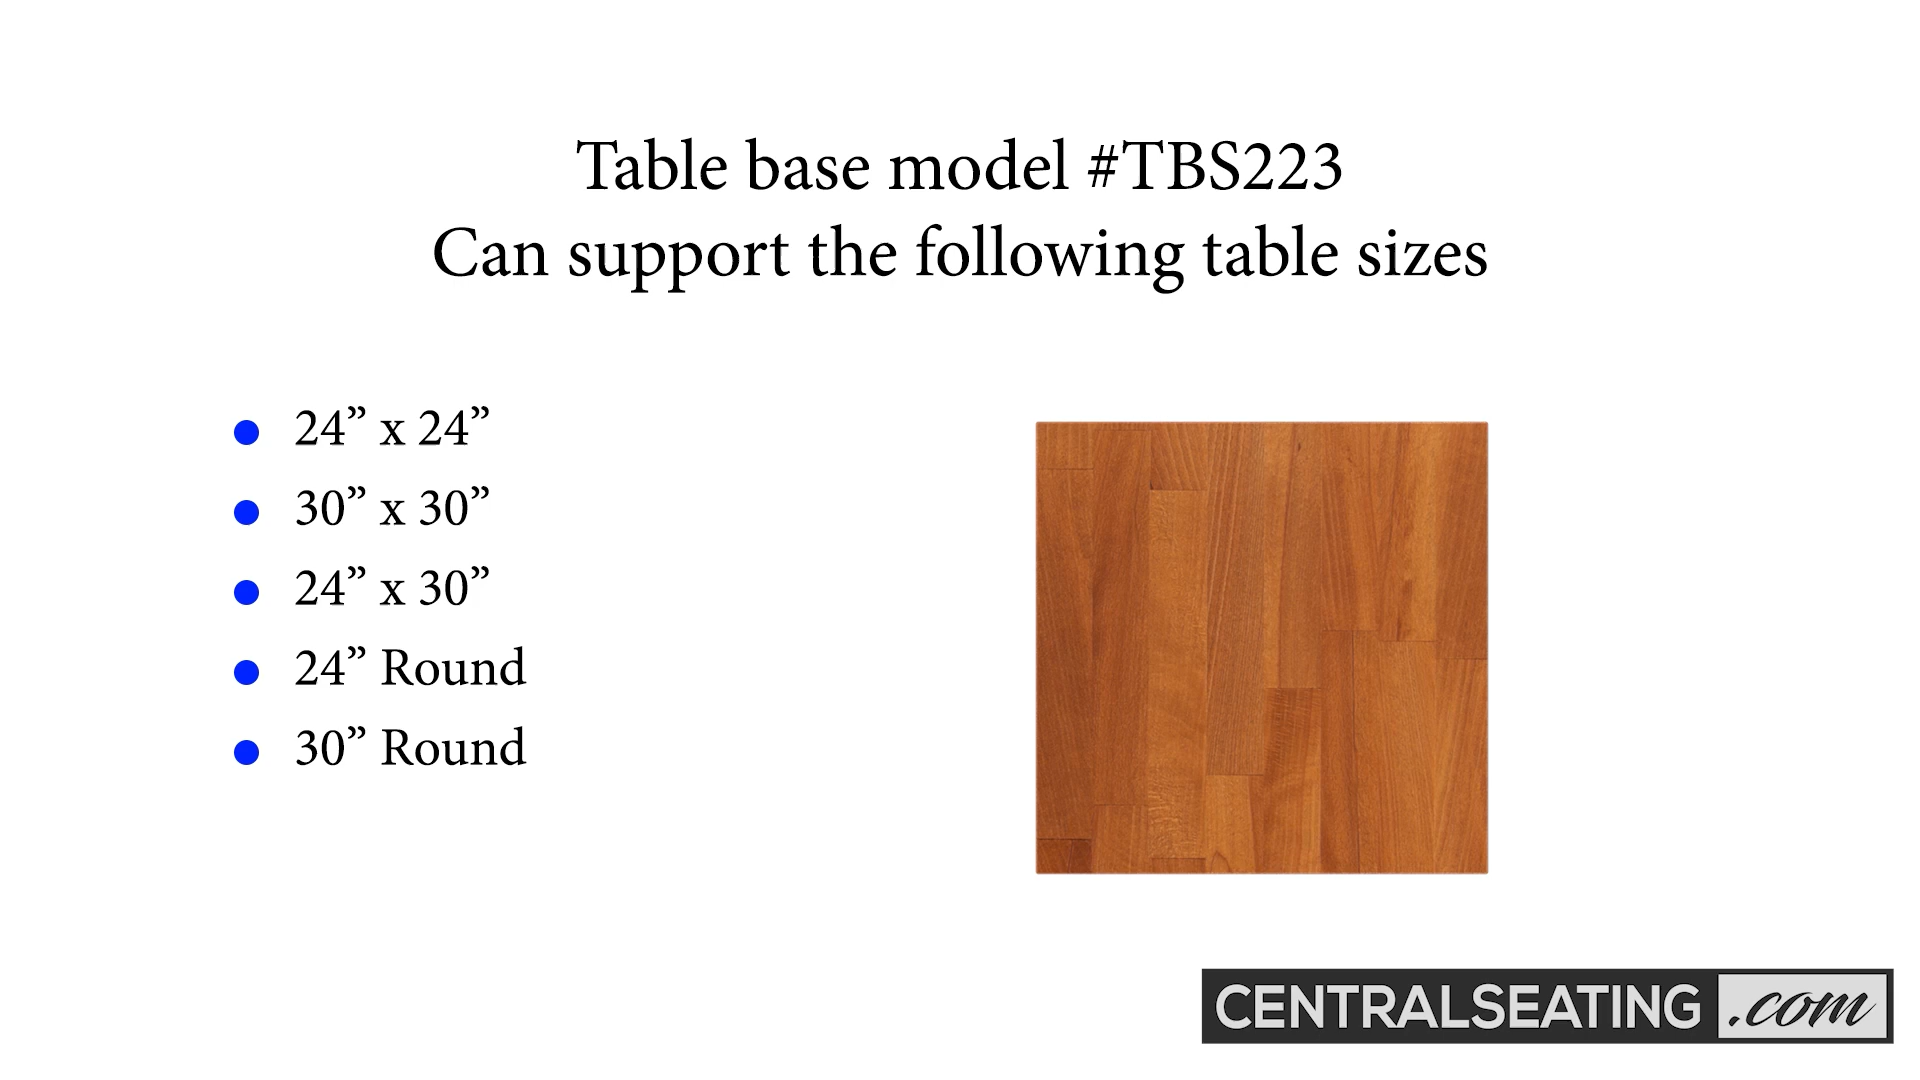 Table base model #TBS223
Can support the following table sizes
24” x 24”
30” x 30”
24” x 30”
24” Round
30” Round
CENTRALSEATING.com